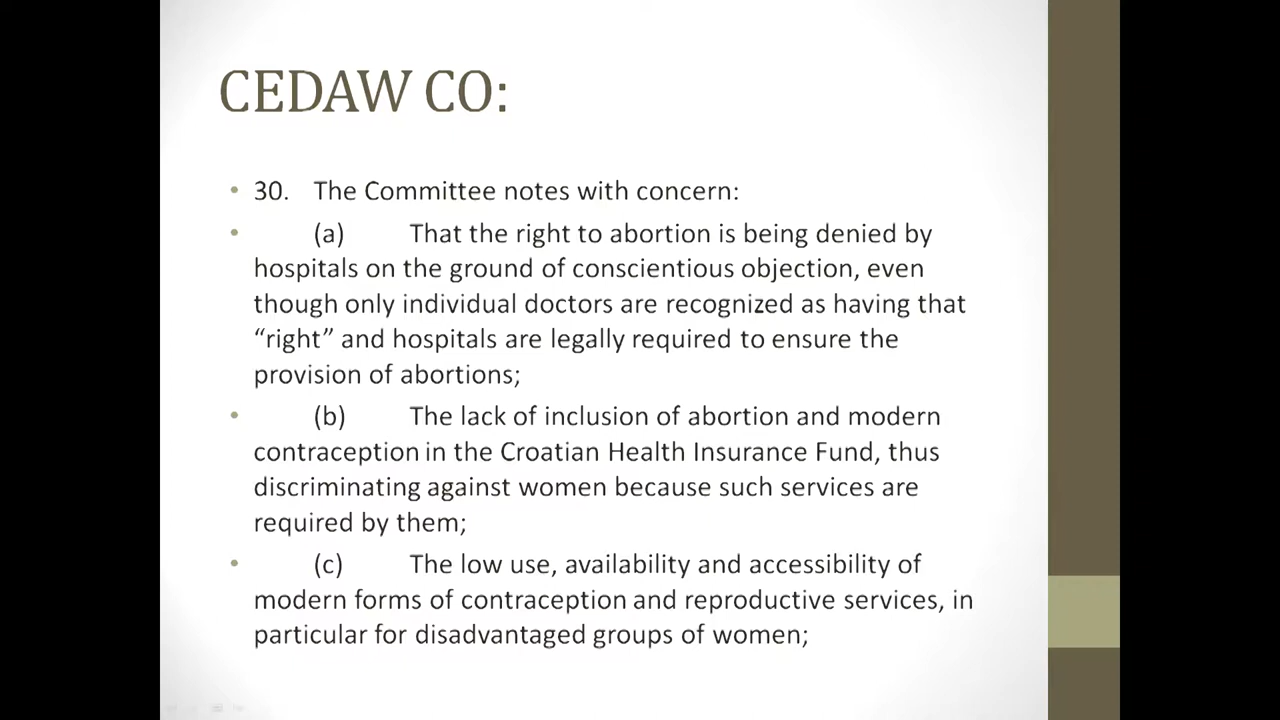 CEDAW CO:
• 30. The Committee notes with concern:
• (a) That the right to abortion is being denied by
hospitals on the ground of conscientious objection, even
though only individual doctors are recognized as having that
“right” and hospitals are legally required to ensure the
provision of abortions;
• (b) The lack of inclusion of abortion and modern
contraception in the Croatian Health Insurance Fund, thus
discriminating against women because such services are
required by them;
• (c) The low use, availability and accessibility of
modern forms of contraception and reproductive services, in
particular for disadvantaged groups of women;